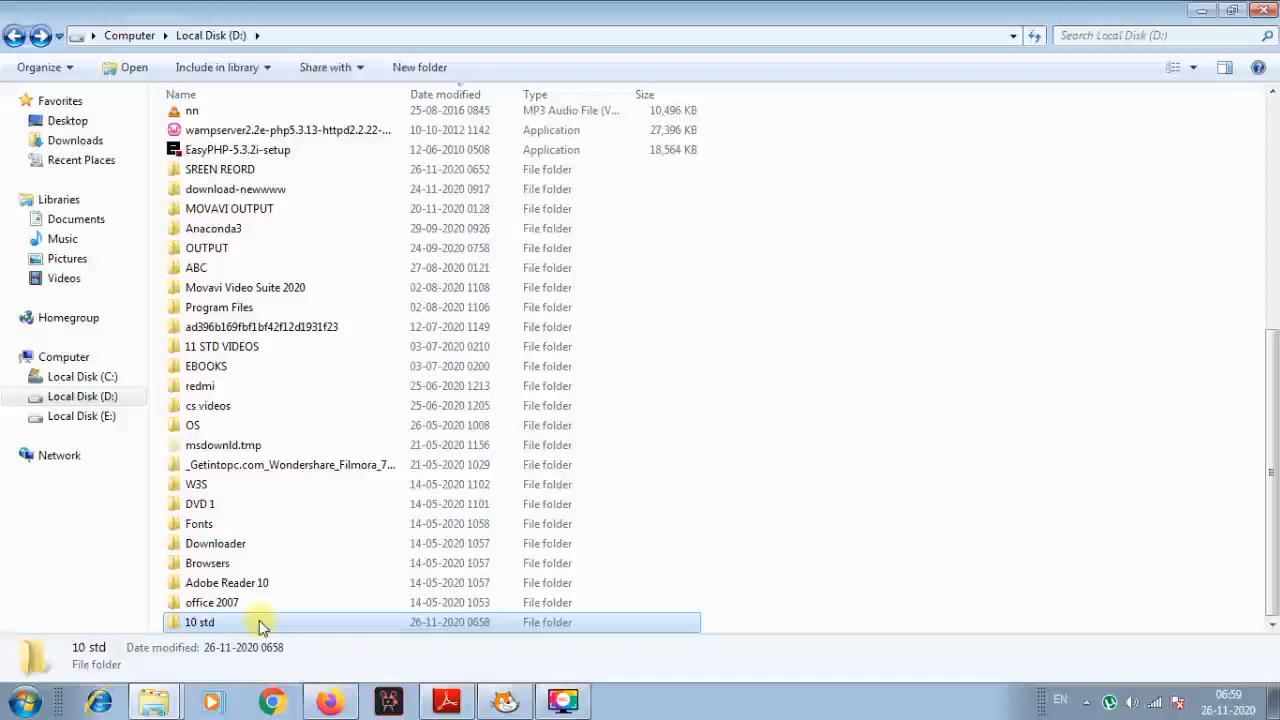 Computer Local Disk (D:) Search Local Disk (D:)
Organize Open Include in library Share with New folder
Name Date modified Type Size
Favorites
Desktop
Downloads
Recent Places
Libraries
Documents
Music
Pictures
Videos
Homegroup
Computer
Local Disk (C:)
Local Disk (D:)
Local Disk (E:)
Network
nn 25-08-2016 0845 MP3 Audio File (V... 10,496 KB
wampserver2.2e-php5.3.13-httpd2.2.22-... 10-10-2012 1142 Application 27,396 KB
EasyPHP-5.3.2i-setup 12-06-2010 0508 Application 18,564 KB
SREEN REORD 26-11-2020 0652 File folder
download-newwww 24-11-2020 0917 File folder
MOVAVI OUTPUT 20-11-2020 0128 File folder
Anaconda3 29-09-2020 0926 File folder
OUTPUT 24-09-2020 0758 File folder
ABC 27-08-2020 0121 File folder
Movavi Video Suite 2020 02-08-2020 1108 File folder
Program Files 02-08-2020 1106 File folder
ad396b169fbf1bf42f12d1931f23 12-07-2020 1149 File folder
11 STD VIDEOS 03-07-2020 0210 File folder
EBOOKS 03-07-2020 0200 File folder
redmi 25-06-2020 1213 File folder
cs videos 25-06-2020 1205 File folder
OS 26-05-2020 1008 File folder
msdownld.tmp 21-05-2020 1156 File folder
_Getintopc.com_Wondershare_Filmora_7... 21-05-2020 1029 File folder
W3S 14-05-2020 1102 File folder
DVD 1 14-05-2020 1101 File folder
Fonts 14-05-2020 1058 File folder
Downloader 14-05-2020 1057 File folder
Browsers 14-05-2020 1057 File folder
Adobe Reader 10 14-05-2020 1057 File folder
office 2007 14-05-2020 1053 File folder
10 std 26-11-2020 0658 File folder
10 std Date modified: 26-11-2020 0658
File folder
EN 06:59
26-11-2020